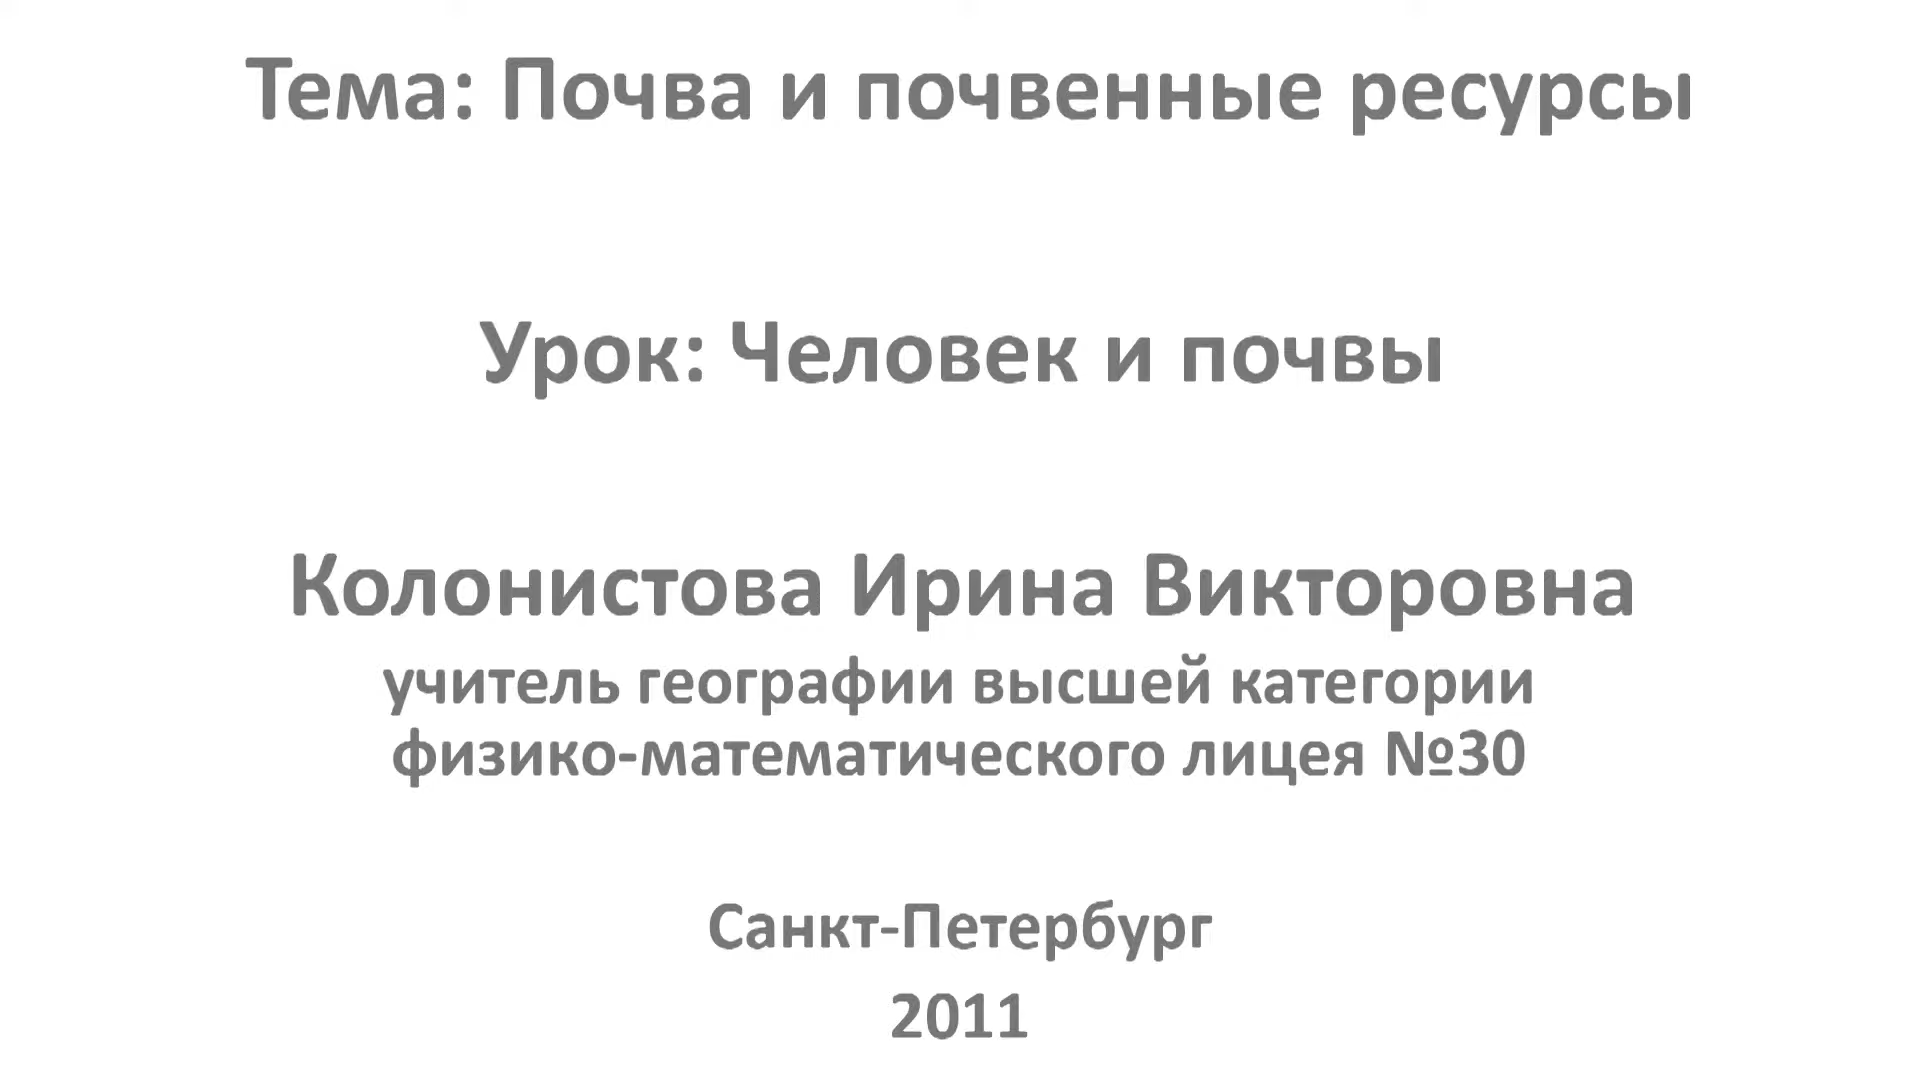 Тема: Почва и почвенные ресурсы
Урок: Человек и почвы
Колонистова Ирина Викторовна
учитель географии высшей категории
физико-математического лицея №30
Санкт-Петербург
2011